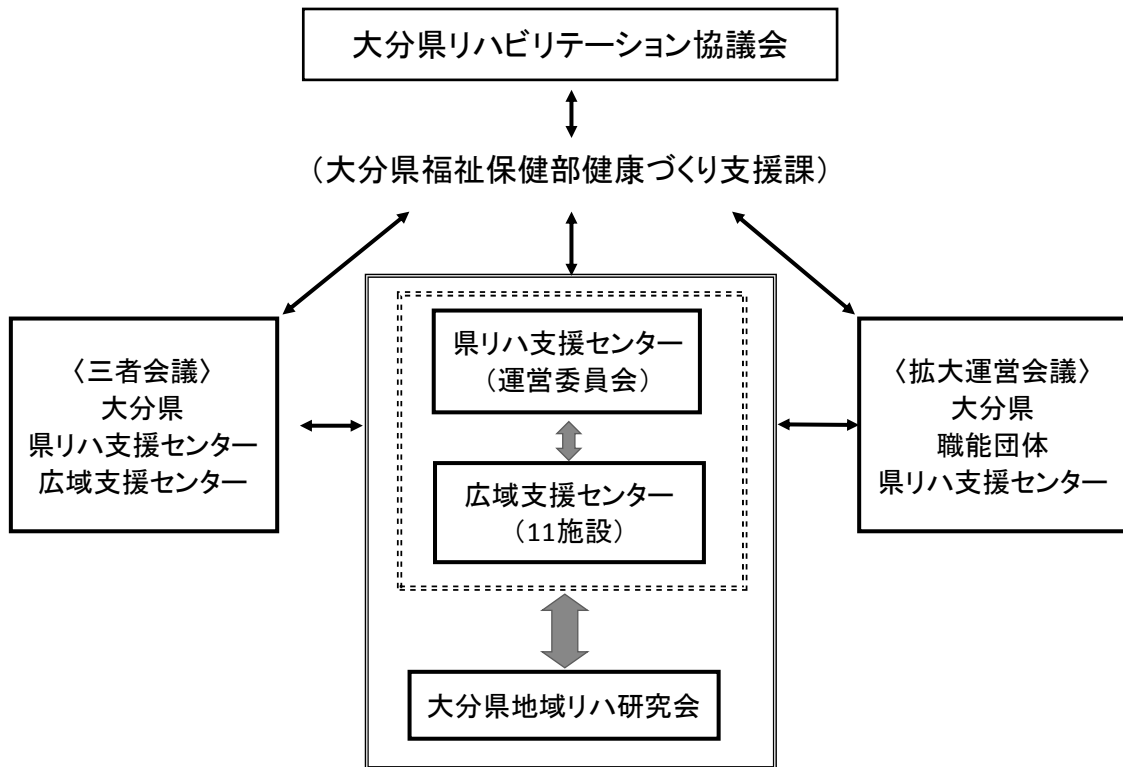 大分県リハビリテーション協議会
（大分県福祉保健部健康づくり支援課）
〈三者会議〉
大分県
県リハ支援センター
広域支援センター
県リハ支援センター
（運営委員会）
広域支援センター
（11施設）
大分県地域リハ研究会
〈拡大運営会議〉
大分県
職能団体
県リハ支援センター